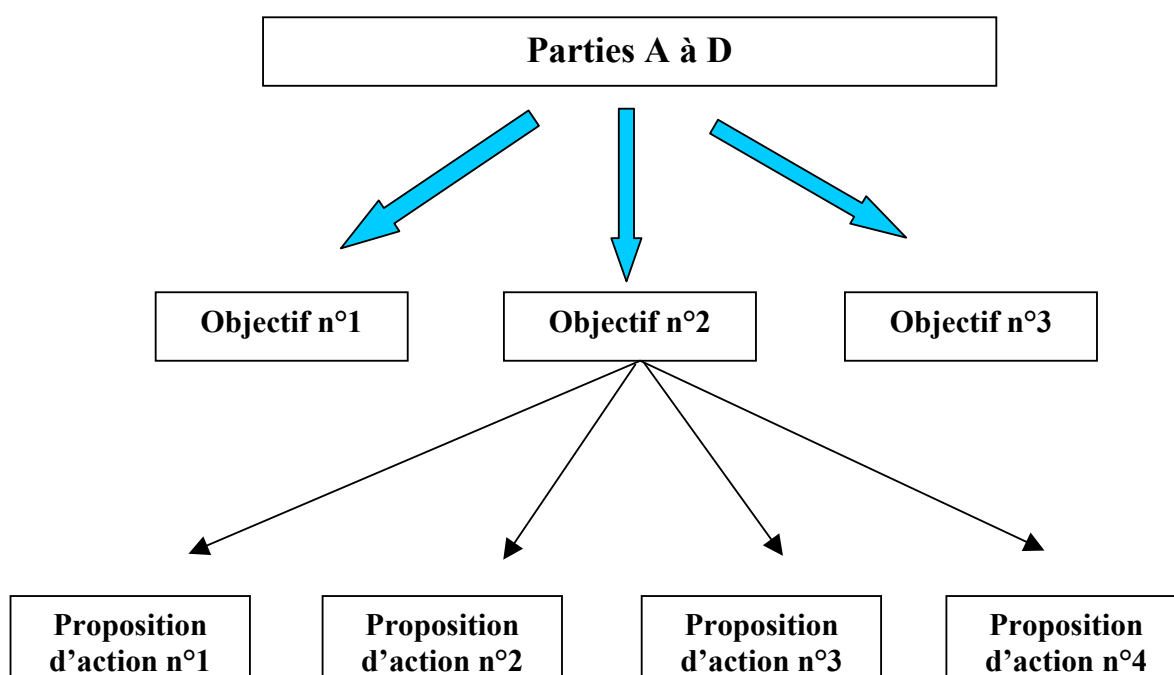 Parties A à D
Objectif n°1
Objectif n°2
Objectif n°3
Proposition
d’action n°1
Proposition
d’action n°2
Proposition
d’action n°3
Proposition
d’action n°4